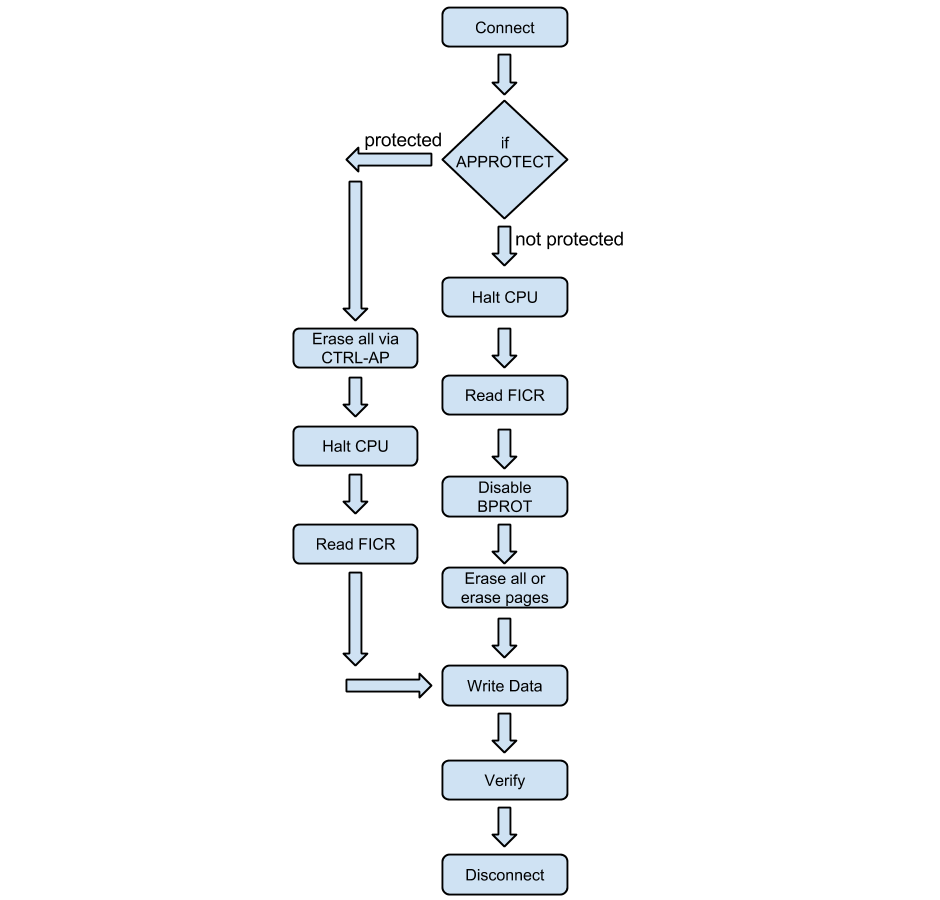 Connect
if
APPROTECT
protected
not protected
Halt CPU
Erase all via
CTRL-AP
Read FICR
Halt CPU
Disable
BPROT
Read FICR
Erase all or
erase pages
Write Data
Verify
Disconnect